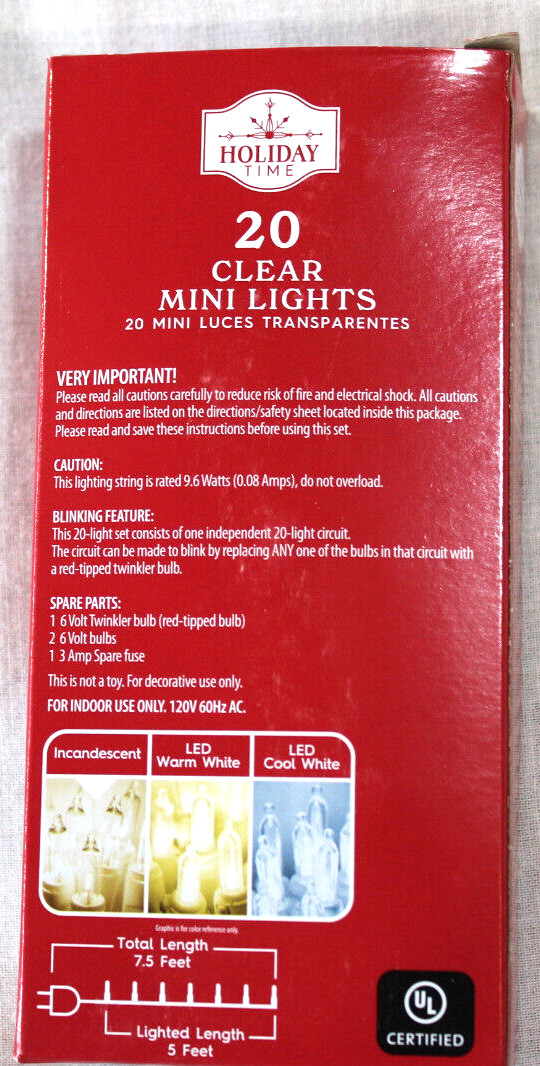 HOLIDAY
TIME
20
CLEAR
MINI LIGHTS
20 MINI LUCES TRANSPARENTES
VERY IMPORTANT!
Please read all cautions carefully to reduce risk of fire and electrical shock. All cautions
and directions are listed on the directions/safety sheet located inside this package.
Please read and save these instructions before using this set.
CAUTION:
This lighting string is rated 9.6 Watts (0.08 Amps), do not overload.
BLINKING FEATURE:
This 20-light set consists of one independent 20-light circuit.
The circuit can be made to blink by replacing ANY one of the bulbs in that circuit with
a red-tipped twinkler bulb.
SPARE PARTS:
1 6 Volt Twinkler bulb (red-tipped bulb)
2 6 Volt bulbs
1 3 Amp Spare fuse
This is not a toy. For decorative use only.
FOR INDOOR USE ONLY. 120V 60Hz AC.
Incandescent
LED
Warm White
LED
Cool White
Graphic is for color reference only.
Total Length
7.5 Feet
Lighted Length
5 Feet
UL
CERTIFIED